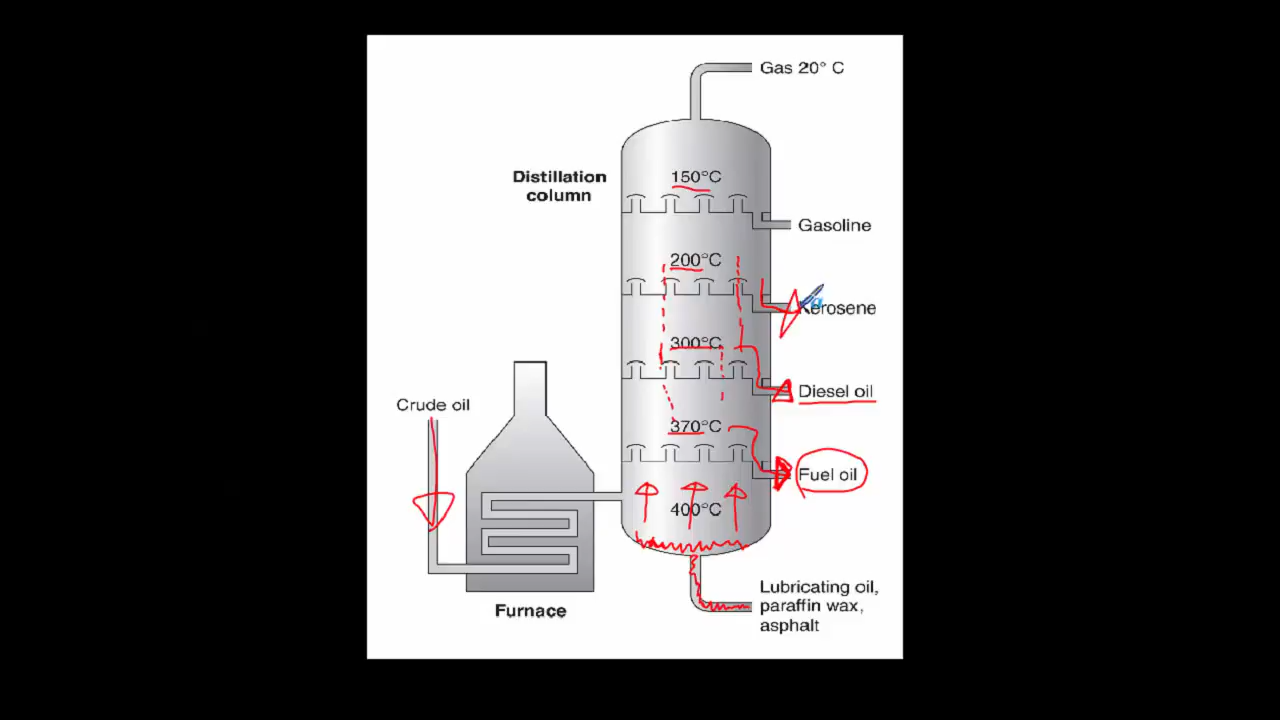 Gas 20° C
Distillation
column
150°C
Gasoline
200°C
Kerosene
300°C
Diesel oil
Crude oil
370°C
Fuel oil
400°C
Furnace
Lubricating oil,
paraffin wax,
asphalt